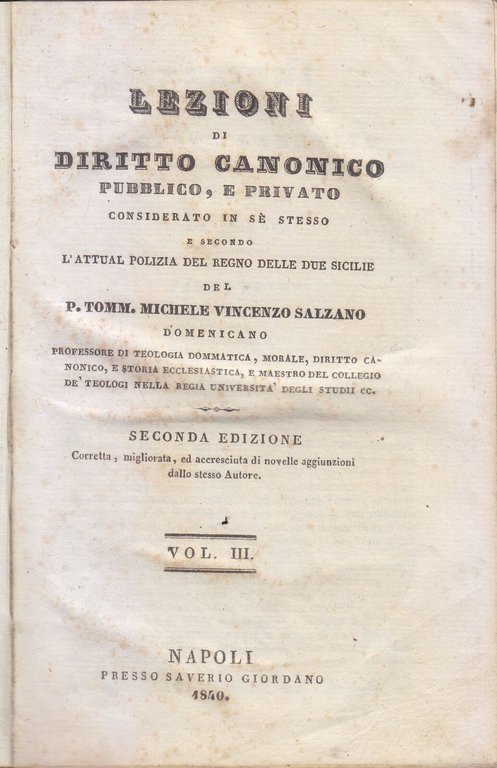 LEZIONI
DI
DIRITTO CANONICO
PUBBLICO, E PRIVATO
CONSIDERATO IN SÈ STESSO
E SECONDO
L'ATTUAL POLIZIA DEL REGNO DELLE DUE SICILIE
DEL
P. TOMM. MICHELE VINCENZO SALZANO
DOMENICANO
PROFESSORE DI TEOLOGIA DOMMATICA, MORALE, DIRITTO CA-
NONICO, E STORIA ECCLESIASTICA, E MAESTRO DEL COLLEGIO
DE' TEOLOGI NELLA REGIA UNIVERSITA' DEGLI STUDII EC.
SECONDA EDIZIONE
Corretta, migliorata, ed accresciuta di novelle aggiunzioni
dallo stesso Autore.
VOL. III.
NAPOLI
PRESSO SAVERIO GIORDANO
1840.